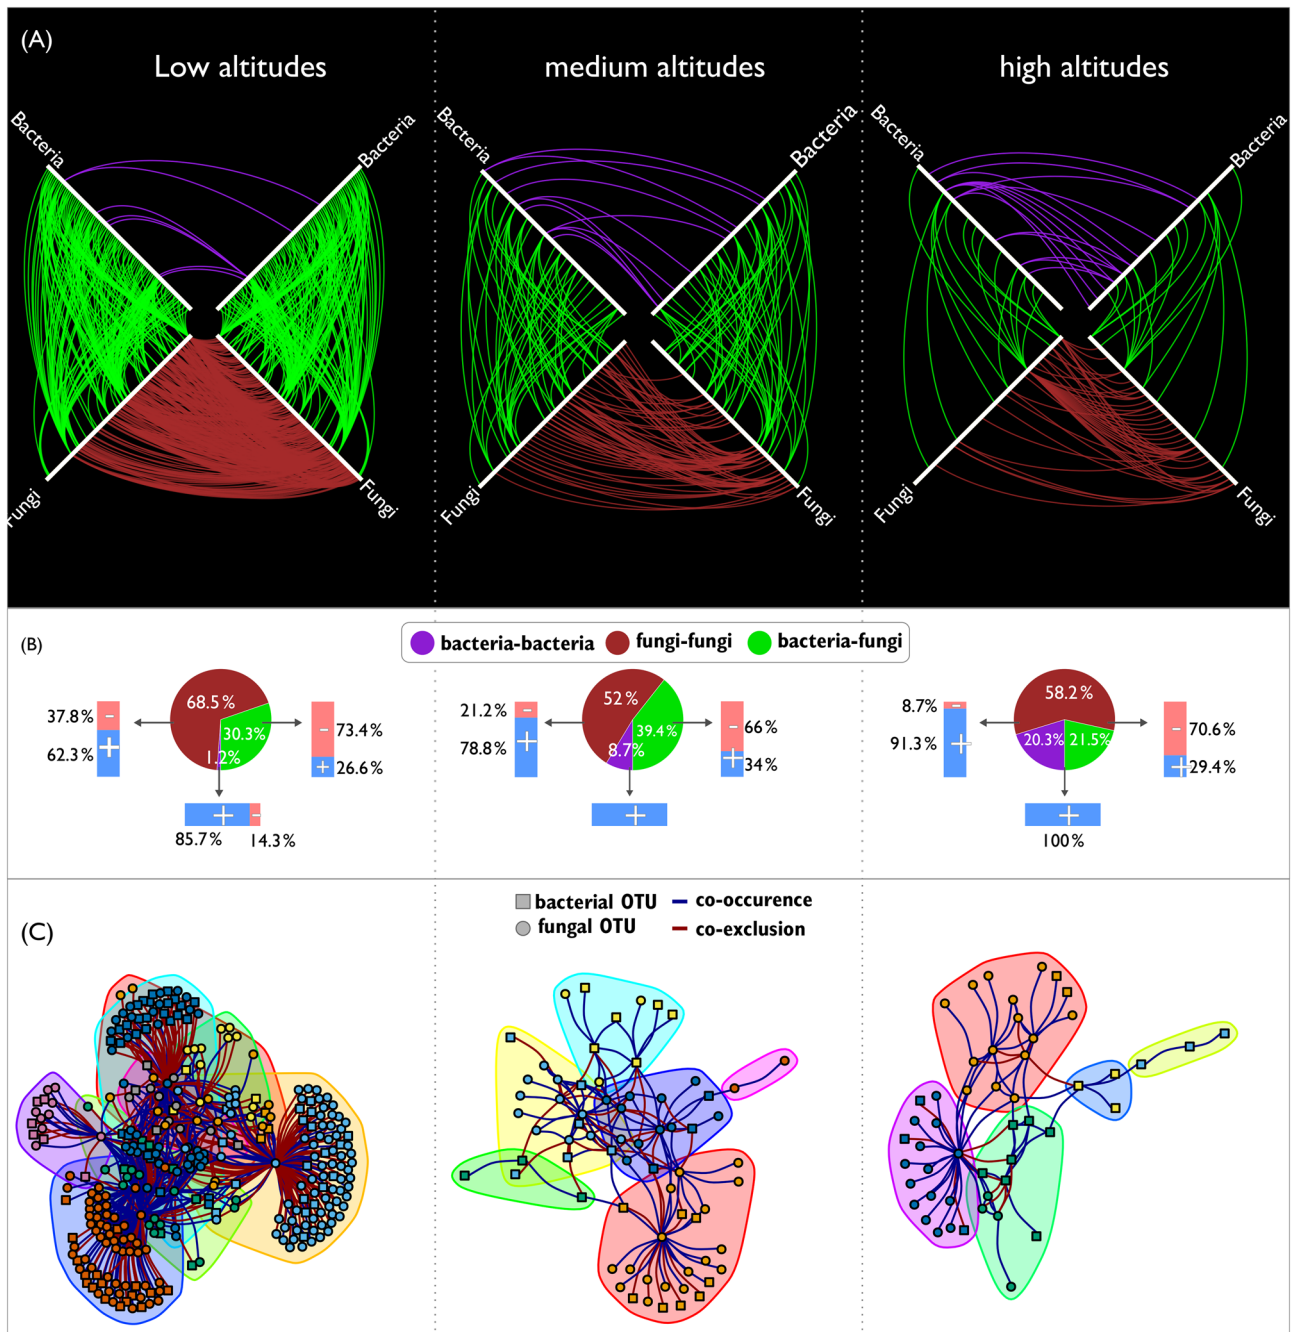 (A)
Low altitudes
medium altitudes
high altitudes
Bacteria
Bacteria
Bacteria
Bacteria
Bacteria
Bacteria
Fungi
Fungi
Fungi
Fungi
Fungi
Fungi
(B)
bacteria-bacteria
fungi-fungi
bacteria-fungi
37.8%
-
+
62.3%
68.5%
30.3%
1.2%
-
+
73.4%
26.6%
+
-
85.7%
14.3%
21.2%
-
+
78.8%
52%
39.4%
8.7%
-
+
66%
34%
+
8.7%
-
+
91.3%
58.2%
20.3%
21.5%
-
+
70.6%
29.4%
+
100%
(C)
bacterial OTU
co-occurence
fungal OTU
co-exclusion